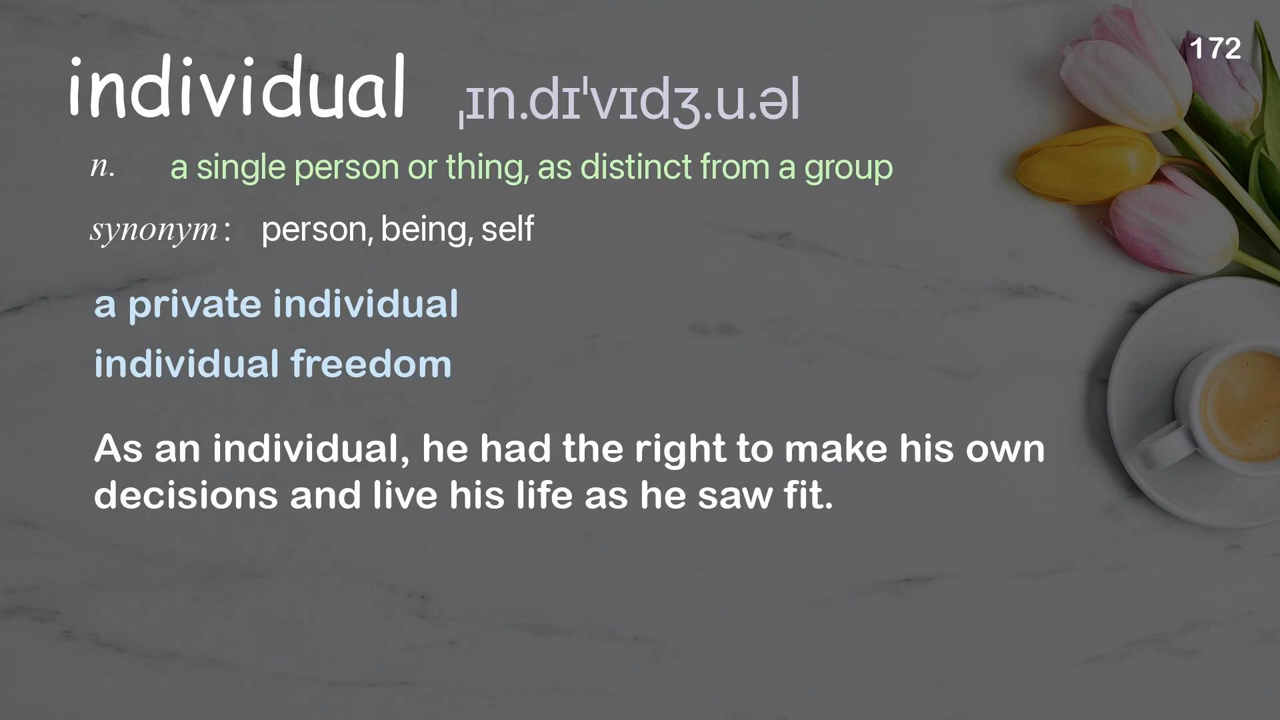 172
individual ˌɪn.dɪˈvɪdʒ.u.əl
n. a single person or thing, as distinct from a group
synonym: person, being, self
a private individual
individual freedom
As an individual, he had the right to make his own
decisions and live his life as he saw fit.